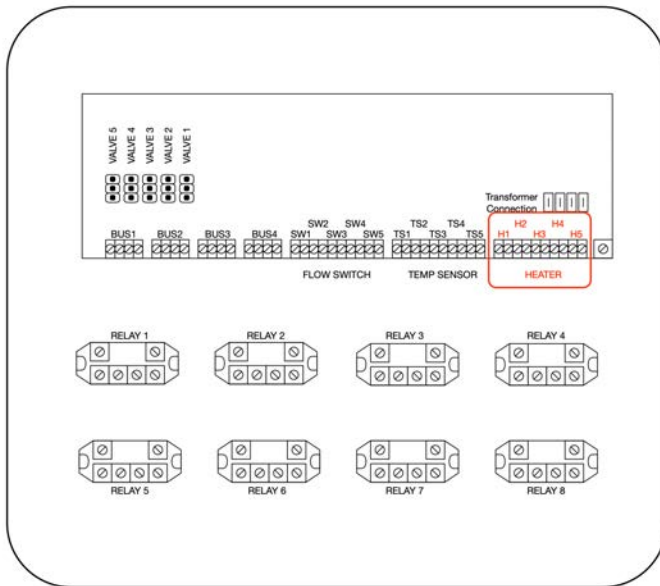 VALVE 5
VALVE 4
VALVE 3
VALVE 2
VALVE 1
Transformer
Connection
SW2 SW4 TS2 TS4 H2 H4
BUS1 BUS2 BUS3 BUS4 SW1 SW3 SW5 TS1 TS3 TS5 H1 H3 H5
FLOW SWITCH TEMP SENSOR HEATER
RELAY 1 RELAY 2 RELAY 3 RELAY 4
RELAY 5 RELAY 6 RELAY 7 RELAY 8